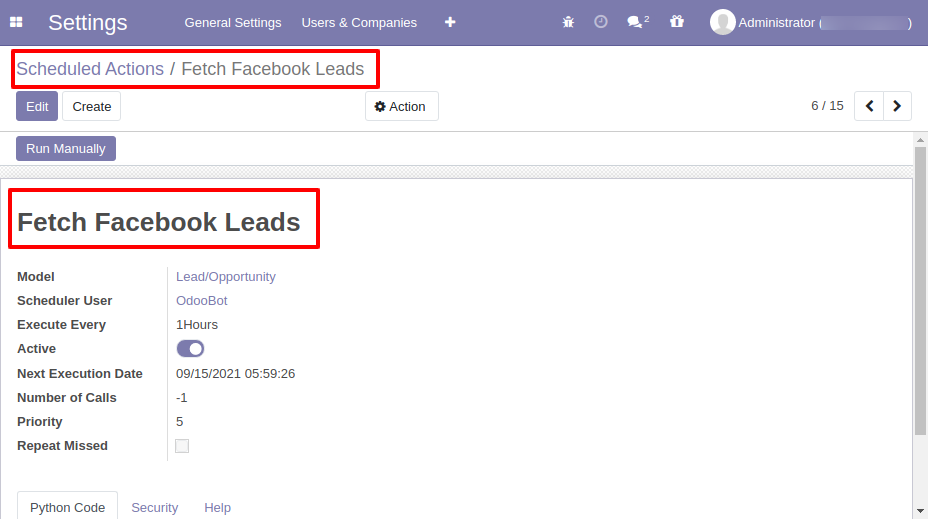 Settings General Settings Users & Companies 2 Administrator ( )
Scheduled Actions / Fetch Facebook Leads
Edit Create Action 6 / 15
Run Manually
Fetch Facebook Leads
Model Lead/Opportunity
Scheduler User OdooBot
Execute Every 1Hours
Active
Next Execution Date 09/15/2021 05:59:26
Number of Calls -1
Priority 5
Repeat Missed
Python Code Security Help